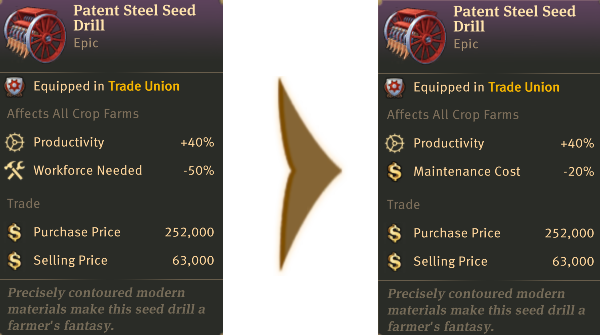 Patent Steel Seed
Drill
Epic
Equipped in Trade Union
Affects All Crop Farms
Productivity +40%
Workforce Needed -50%
Trade
Purchase Price 252,000
Selling Price 63,000
Precisely contoured modern
materials make this seed drill a
farmer's fantasy.
Patent Steel Seed
Drill
Epic
Equipped in Trade Union
Affects All Crop Farms
Productivity +40%
Maintenance Cost -20%
Trade
Purchase Price 252,000
Selling Price 63,000
Precisely contoured modern
materials make this seed drill a
farmer's fantasy.